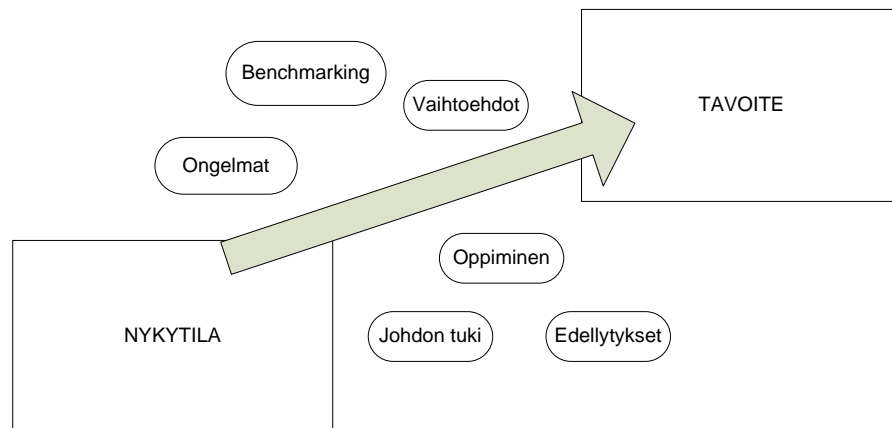 Benchmarking
TAVOITE
Vaihtoehdot
Ongelmat
Oppiminen
NYKYTILA
Johdon tuki
Edellytykset